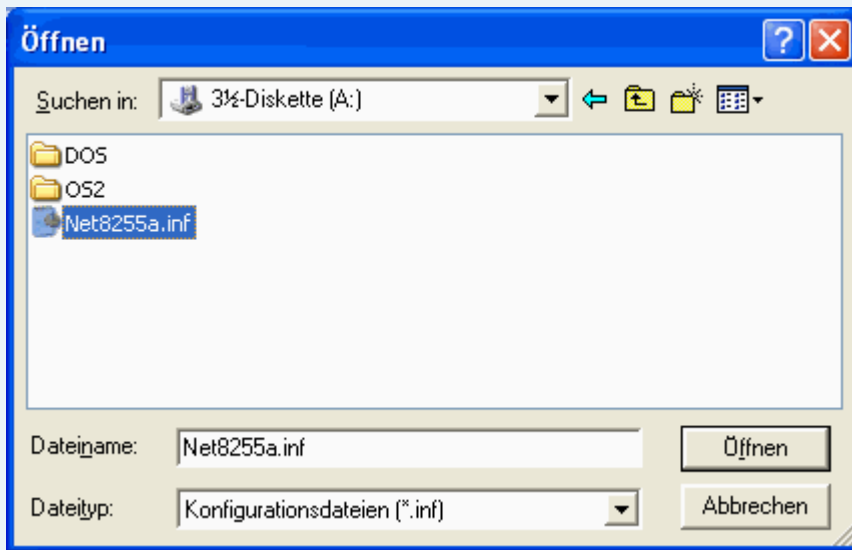 Öffnen
Suchen in: 3½-Diskette (A:)
DOS
OS2
Net8255a.inf
Dateiname: Net8255a.inf Öffnen
Dateityp: Konfigurationsdateien (*.inf) Abbrechen